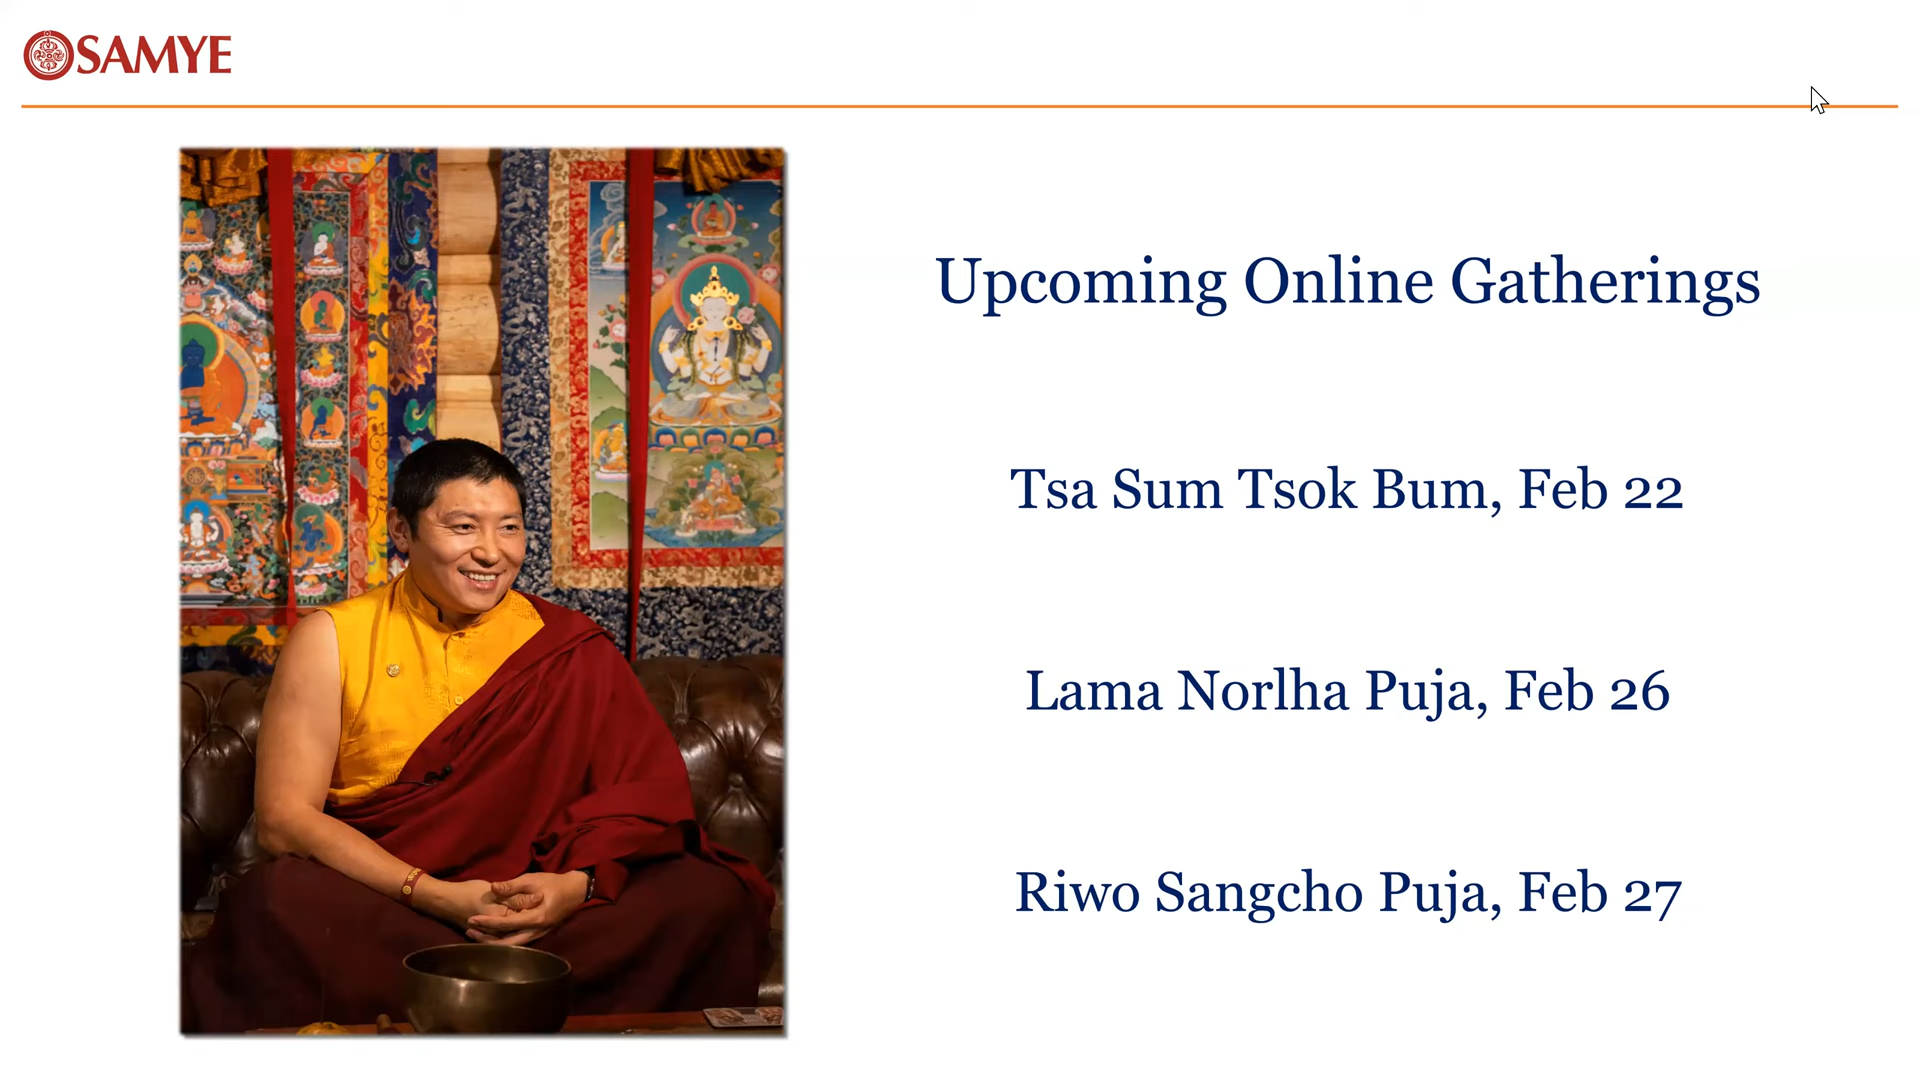 SAMYE
Upcoming Online Gatherings
Tsa Sum Tsok Bum, Feb 22
Lama Norlha Puja, Feb 26
Riwo Sangcho Puja, Feb 27